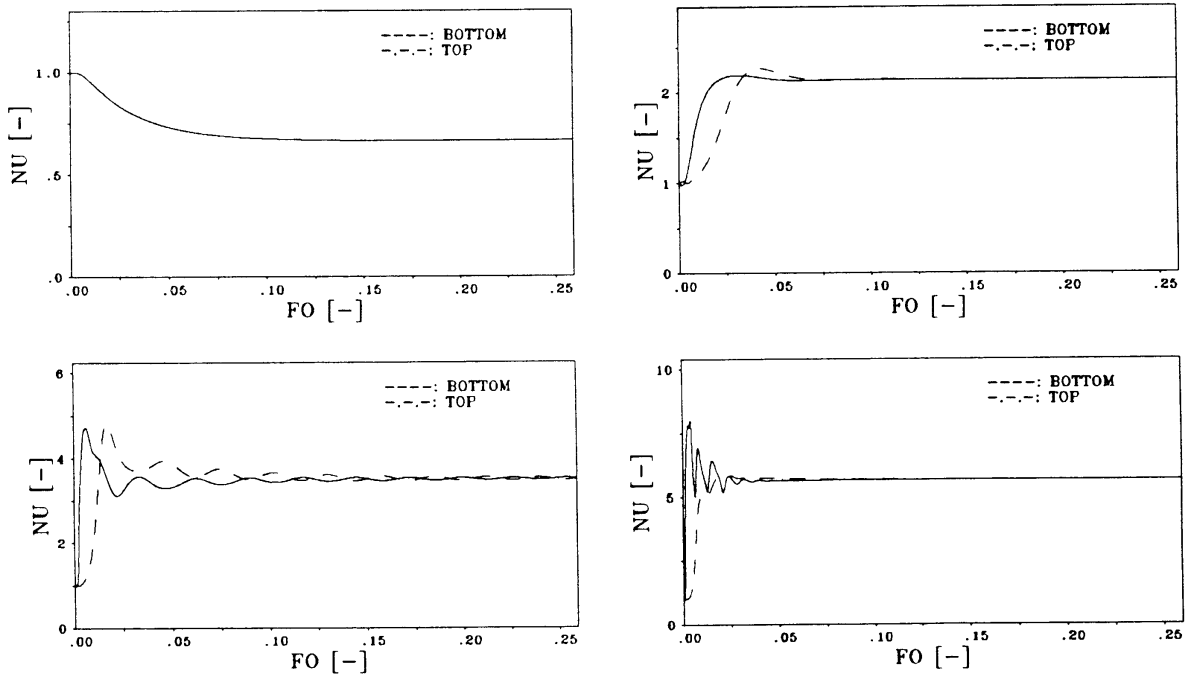 NU [-]
1.0
.5
.0
-----: BOTTOM
-.-.-: TOP
.00 .05 .10 .15 .20 .25
FO [-]
NU [-]
2
1
0
-----: BOTTOM
-.-.-: TOP
.00 .05 .10 .15 .20 .25
FO [-]
NU [-]
6
4
2
0
-----: BOTTOM
-.-.-: TOP
.00 .05 .10 .15 .20 .25
FO [-]
NU [-]
10
5
0
-----: BOTTOM
-.-.-: TOP
.00 .05 .10 .15 .20 .25
FO [-]